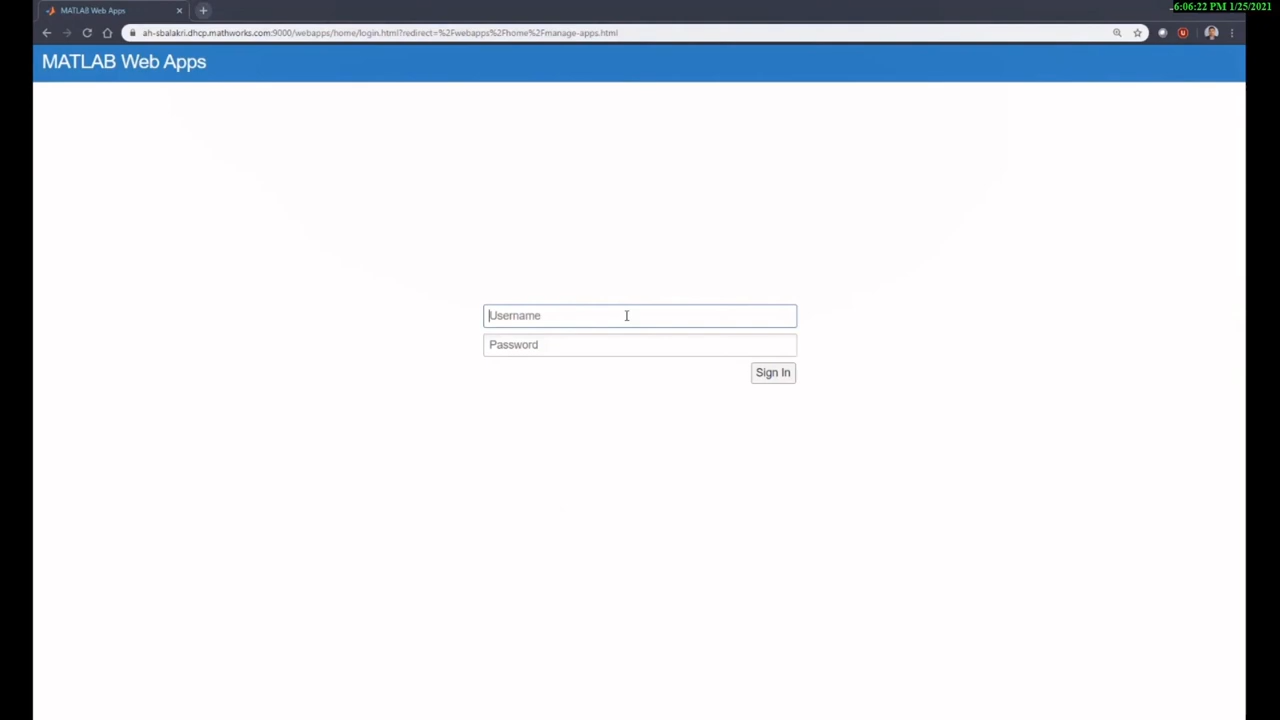 6:06:22 PM 1/25/2021
MATLAB Web Apps
ah-sbalakri.dhcp.mathworks.com:9000/webapps/home/login.html?redirect=%2Fwebapps%2Fhome%2Fmanage-apps.html
MATLAB Web Apps
Username
Password
Sign In